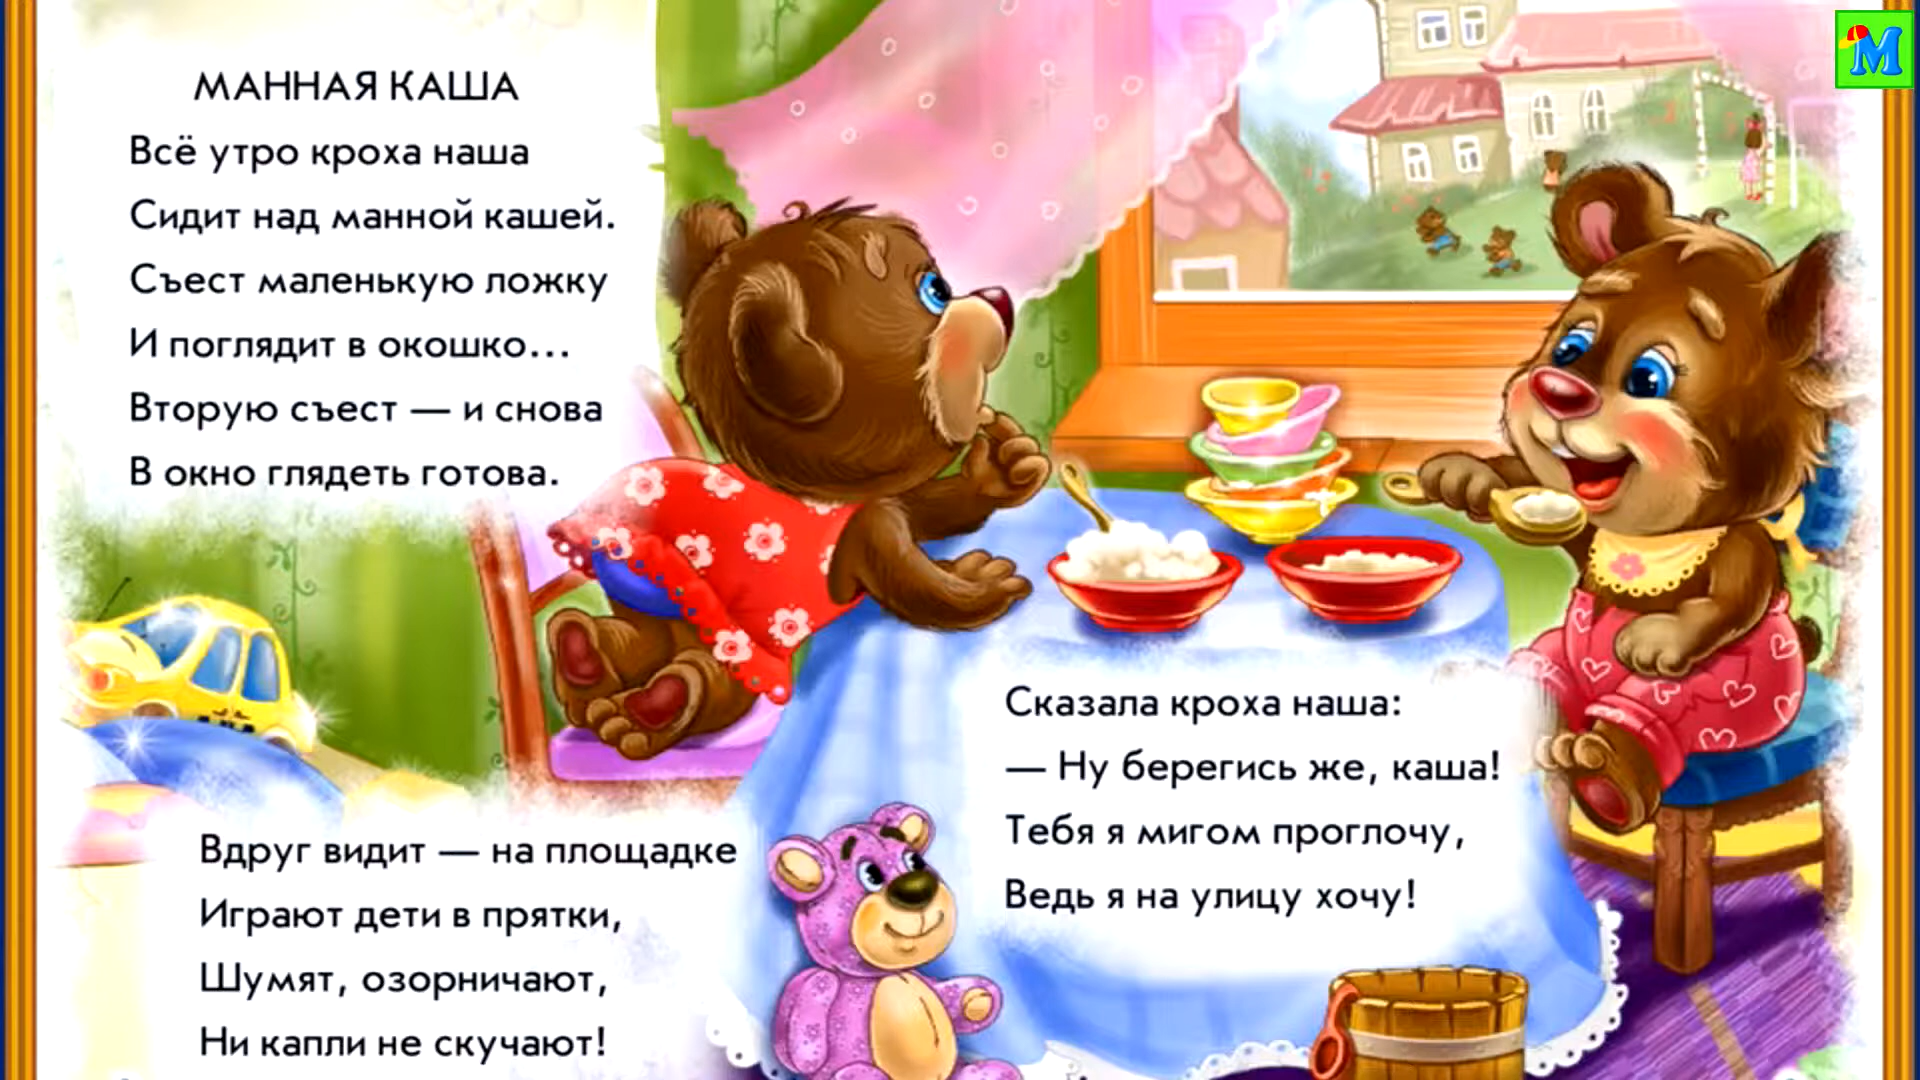 МАННАЯ КАША
Всё утро кроха наша
Сидит над манной кашей.
Съест маленькую ложку
И поглядит в окошко...
Вторую съест — и снова
В окно глядеть готова.
Вдруг видит — на площадке
Играют дети в прятки,
Шумят, озорничают,
Ни капли не скучают!
Сказала кроха наша:
— Ну берегись же, каша!
Тебя я мигом проглочу,
Ведь я на улицу хочу!
М